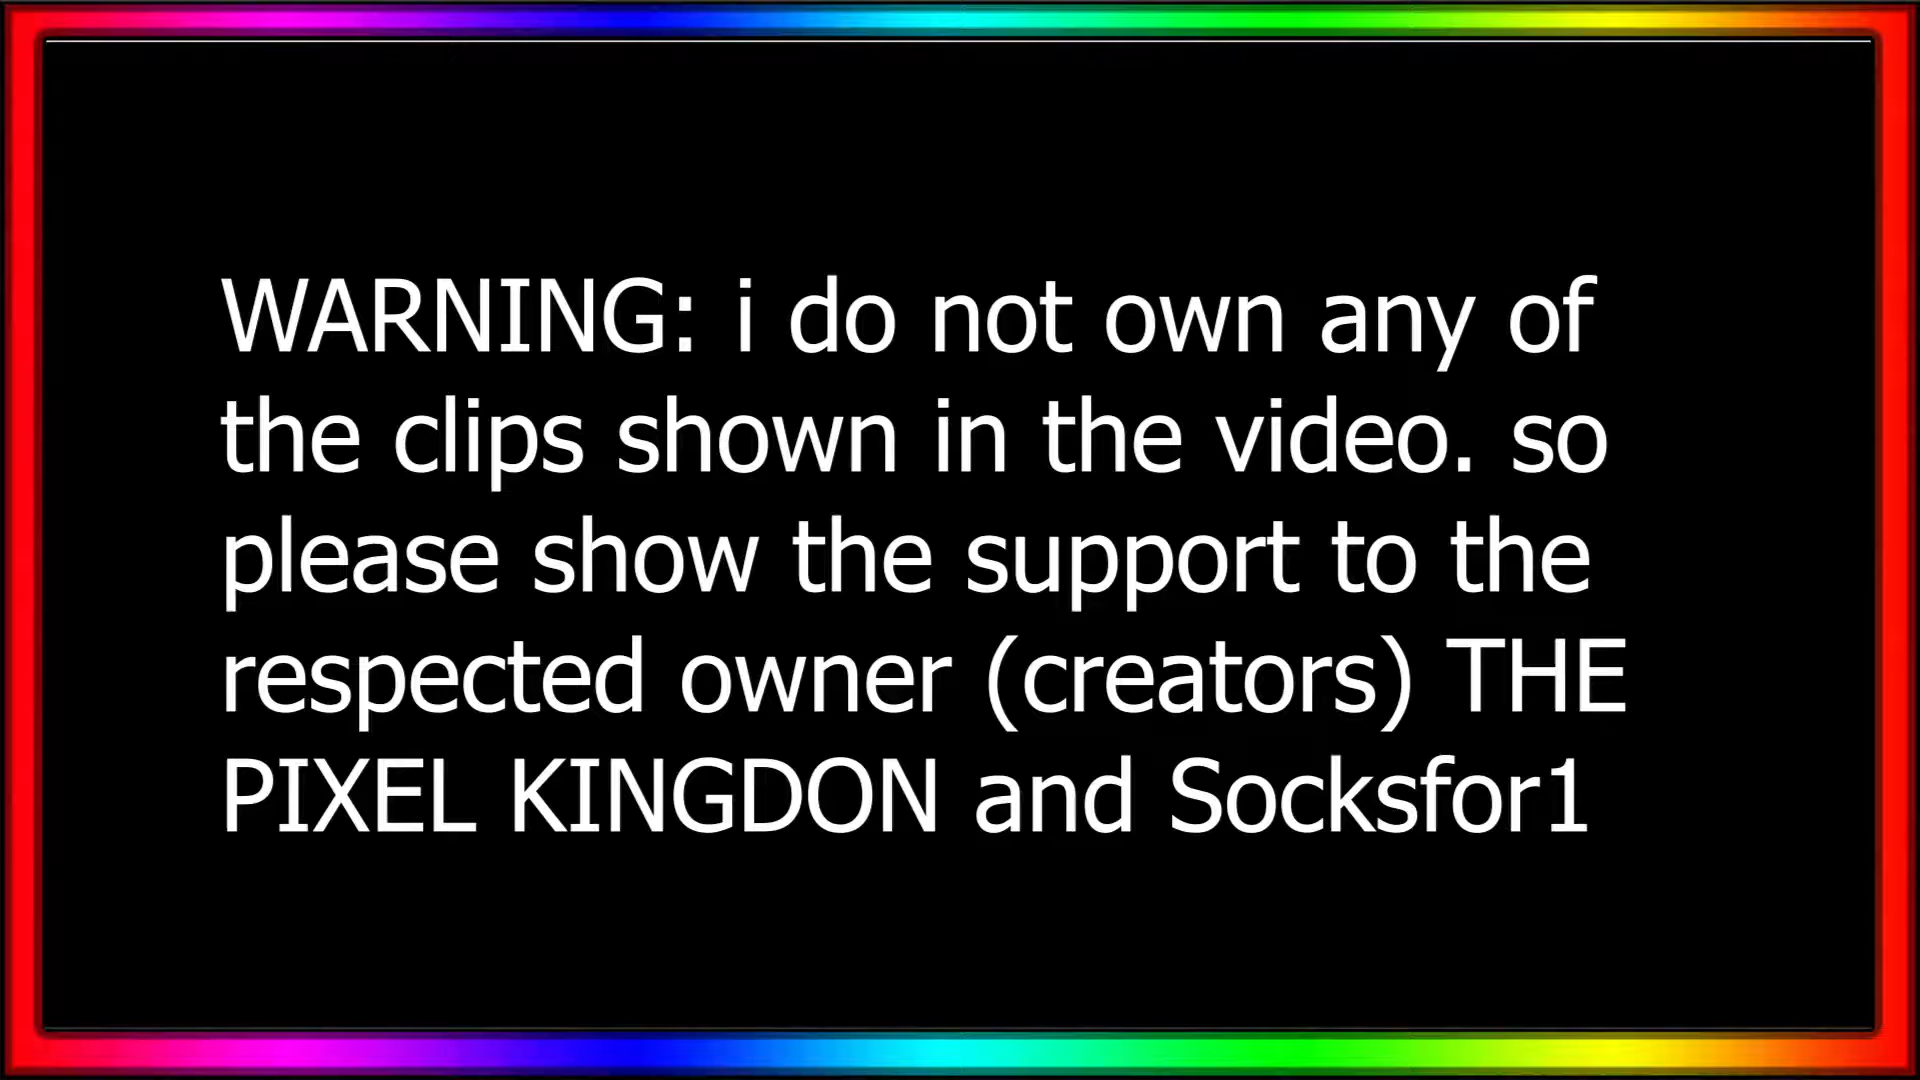 WARNING: i do not own any of
the clips shown in the video. so
please show the support to the
respected owner (creators) THE
PIXEL KINGDON and Socksfor1